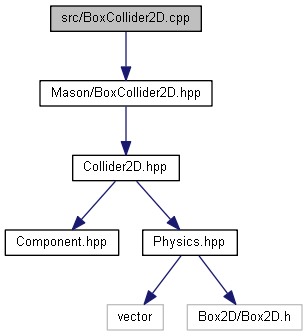 src/BoxCollider2D.cpp
Mason/BoxCollider2D.hpp
Collider2D.hpp
Component.hpp
Physics.hpp
vector
Box2D/Box2D.h